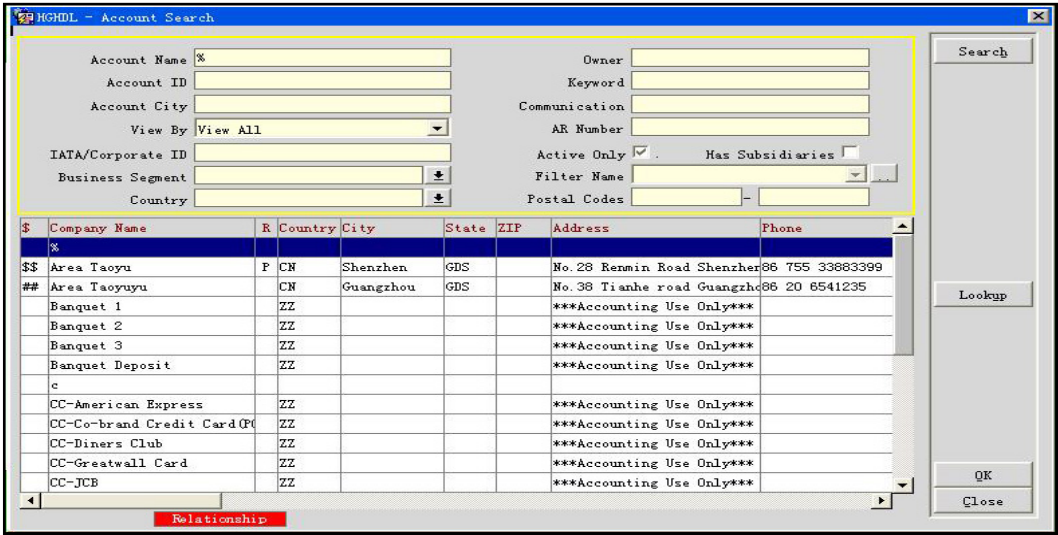 HGHDL - Account Search
Account Name %
Account ID
Account City
View By View All
IATA/Corporate ID
Business Segment
Country
Owner
Keyword
Communication
AR Number
Active Only . Has Subsidiaries
Filter Name ...
Postal Codes -
Search
Lookup
OK
Close
$ Company Name R Country City State ZIP Address Phone
%
$$ Area Taoyu P CN Shenzhen GDS No.28 Renmin Road Shenzhen 86 755 33883399
## Area Taoyuyu CN Guangzhou GDS No.38 Tianhe road Guangzho 86 20 6541235
Banquet 1 ZZ ***Accounting Use Only***
Banquet 2 ZZ ***Accounting Use Only***
Banquet 3 ZZ ***Accounting Use Only***
Banquet Deposit ZZ ***Accounting Use Only***
c
CC-American Express ZZ ***Accounting Use Only***
CC-Co-brand Credit Card(PC ZZ ***Accounting Use Only***
CC-Diners Club ZZ ***Accounting Use Only***
CC-Greatwall Card ZZ ***Accounting Use Only***
CC-JCB ZZ ***Accounting Use Only***
Relationship